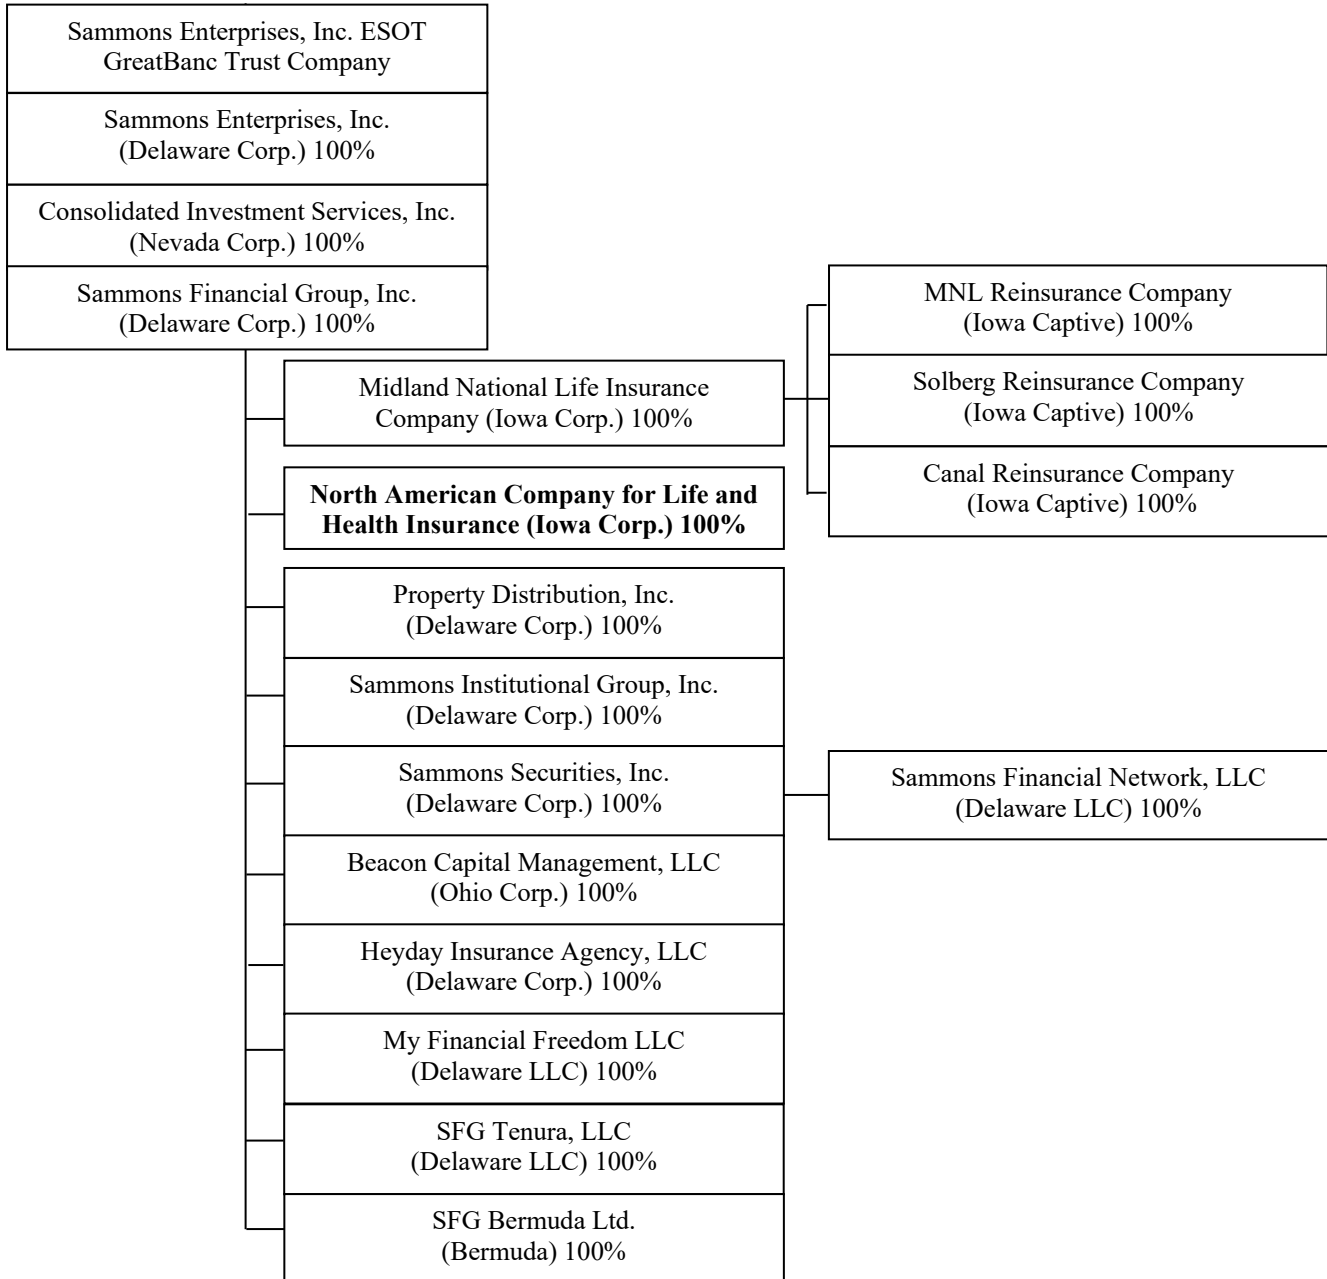 Sammons Enterprises, Inc. ESOT
GreatBanc Trust Company
Sammons Enterprises, Inc.
(Delaware Corp.) 100%
Consolidated Investment Services, Inc.
(Nevada Corp.) 100%
Sammons Financial Group, Inc.
(Delaware Corp.) 100%
Midland National Life Insurance
Company (Iowa Corp.) 100%
MNL Reinsurance Company
(Iowa Captive) 100%
Solberg Reinsurance Company
(Iowa Captive) 100%
Canal Reinsurance Company
(Iowa Captive) 100%
North American Company for Life and
Health Insurance (Iowa Corp.) 100%
Property Distribution, Inc.
(Delaware Corp.) 100%
Sammons Institutional Group, Inc.
(Delaware Corp.) 100%
Sammons Securities, Inc.
(Delaware Corp.) 100%
Sammons Financial Network, LLC
(Delaware LLC) 100%
Beacon Capital Management, LLC
(Ohio Corp.) 100%
Heyday Insurance Agency, LLC
(Delaware Corp.) 100%
My Financial Freedom LLC
(Delaware LLC) 100%
SFG Tenura, LLC
(Delaware LLC) 100%
SFG Bermuda Ltd.
(Bermuda) 100%